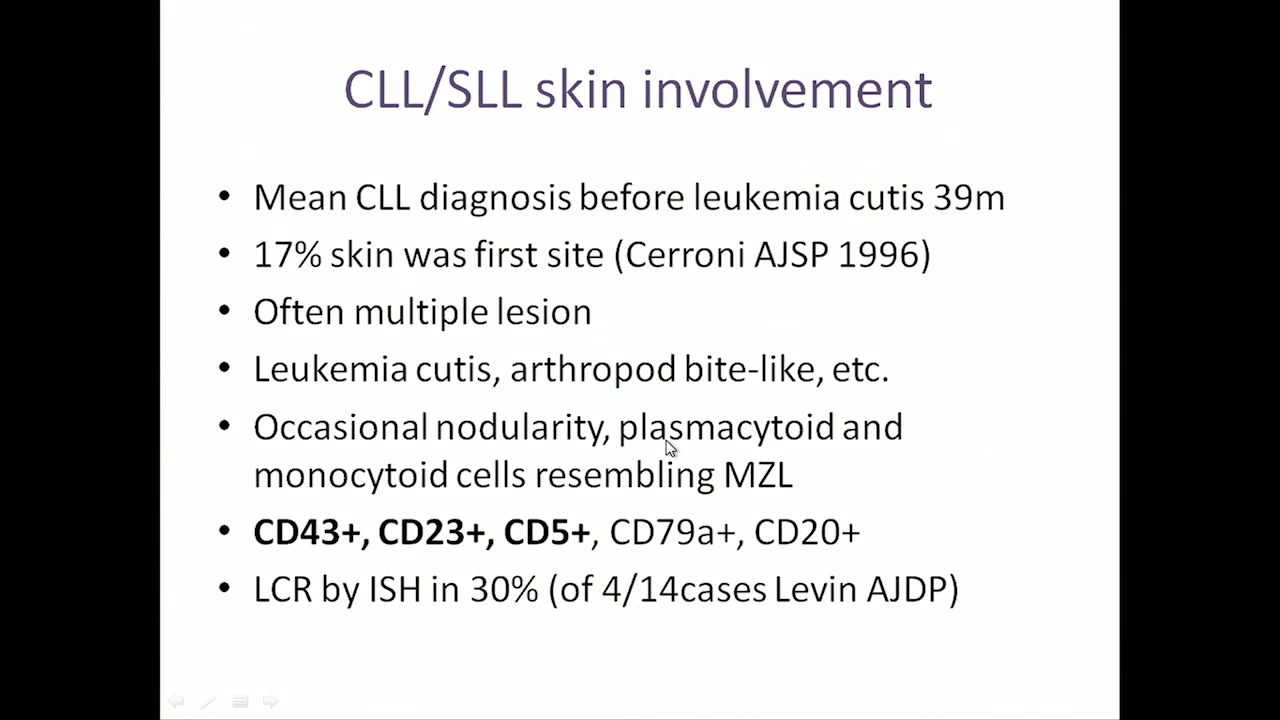 CLL/SLL skin involvement
• Mean CLL diagnosis before leukemia cutis 39m
• 17% skin was first site (Cerroni AJSP 1996)
• Often multiple lesion
• Leukemia cutis, arthropod bite-like, etc.
• Occasional nodularity, plasmacytoid and
monocytoid cells resembling MZL
• CD43+, CD23+, CD5+, CD79a+, CD20+
• LCR by ISH in 30% (of 4/14cases Levin AJDP)